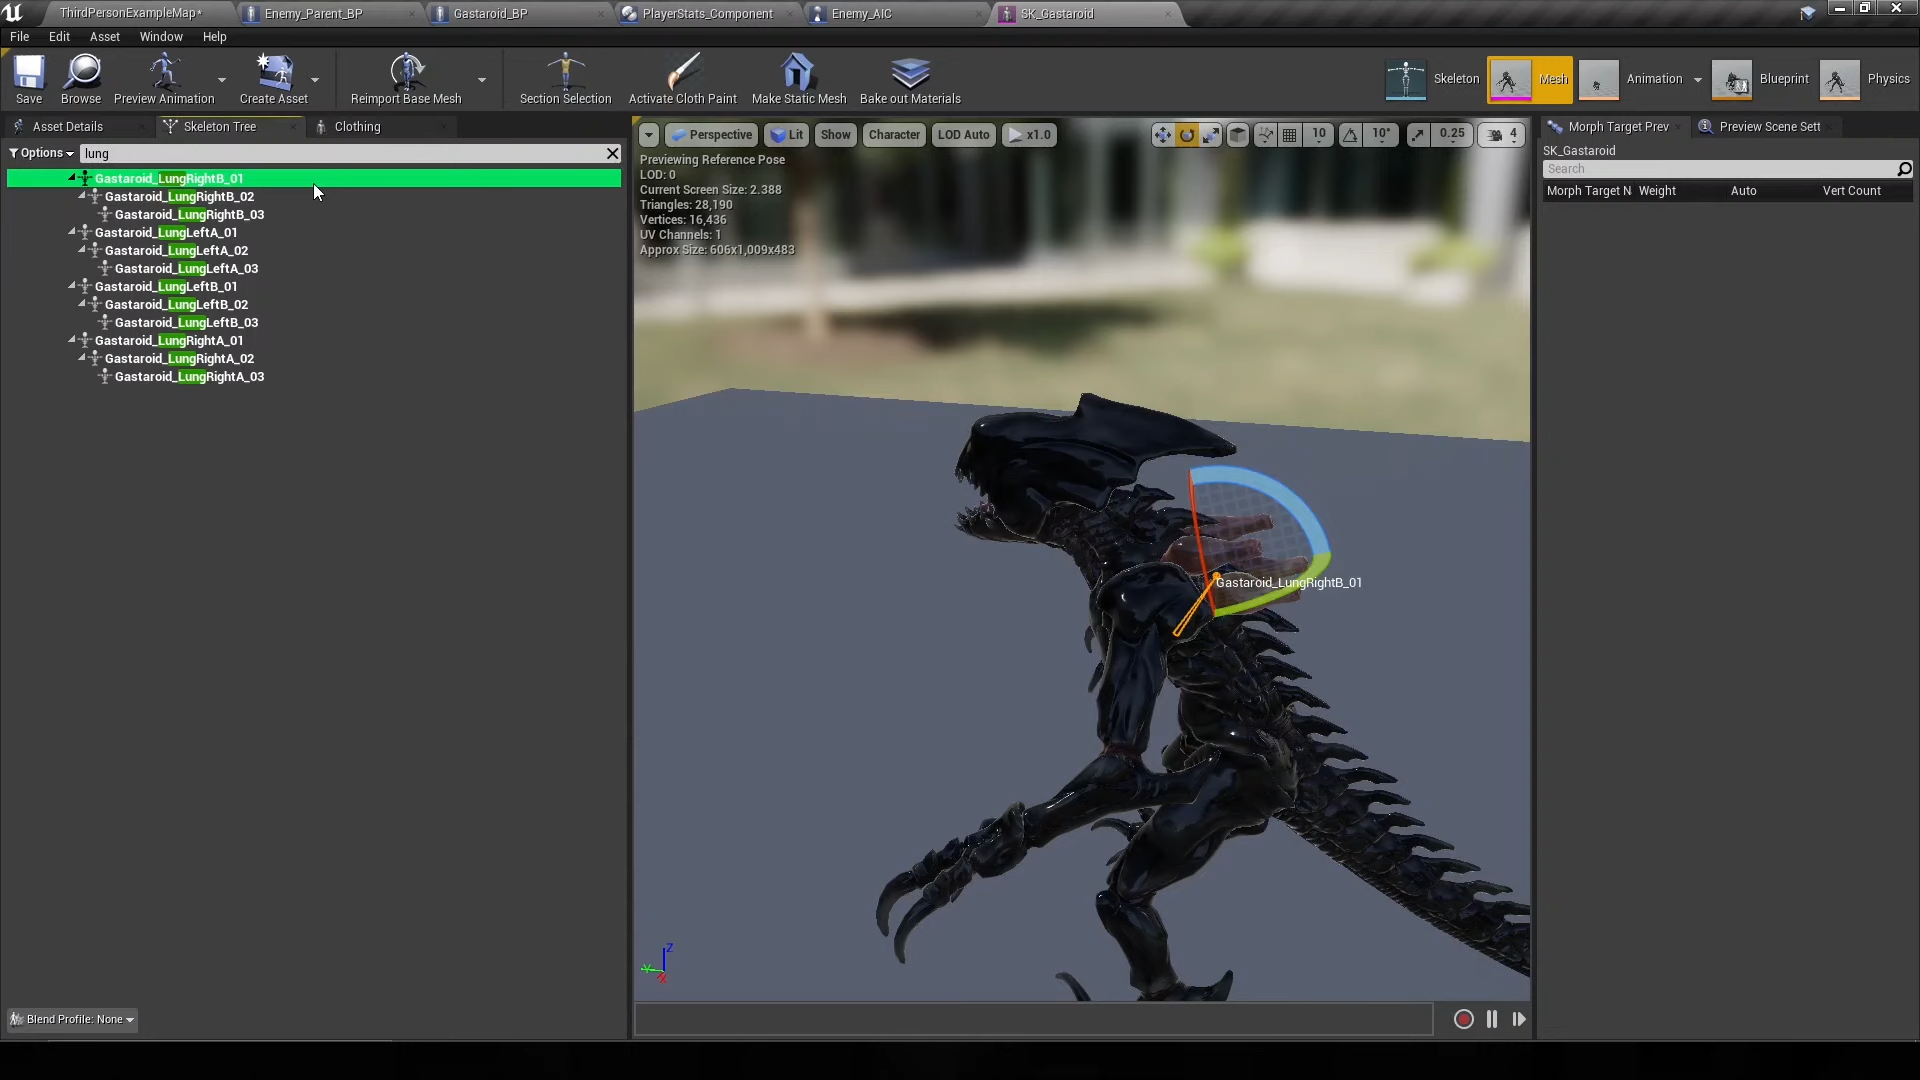 ThirdPersonExampleMap*
Enemy_Parent_BP
Gastaroid_BP
PlayerStats_Component
Enemy_AIC
SK_Gastaroid
File Edit Asset Window Help
Save
Browse
Preview Animation
Create Asset
Reimport Base Mesh
Section Selection
Activate Cloth Paint
Make Static Mesh
Bake out Materials
Skeleton
Mesh
Animation
Blueprint
Physics
Asset Details
Skeleton Tree
Clothing
Options
lung
Gastaroid_LungRightB_01
Gastaroid_LungRightB_02
Gastaroid_LungRightB_03
Gastaroid_LungLeftA_01
Gastaroid_LungLeftA_02
Gastaroid_LungLeftA_03
Gastaroid_LungLeftB_01
Gastaroid_LungLeftB_02
Gastaroid_LungLeftB_03
Gastaroid_LungRightA_01
Gastaroid_LungRightA_02
Gastaroid_LungRightA_03
Blend Profile: None
Perspective
Lit
Show
Character
LOD Auto
x1.0
10
10°
0.25
4
Previewing Reference Pose
LOD: 0
Current Screen Size: 2.388
Triangles: 28,190
Vertices: 16,436
UV Channels: 1
Approx Size: 606x1,009x483
Gastaroid_LungRightB_01
Z
Y
X
Morph Target Prev
Preview Scene Sett
SK_Gastaroid
Search
Morph Target N Weight Auto Vert Count